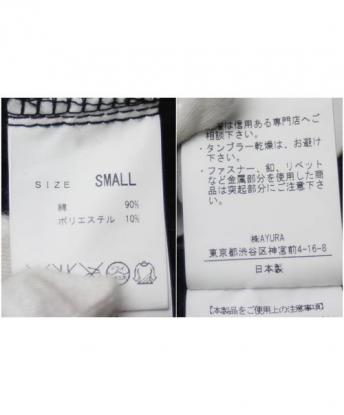 SIZE SMALL
綿 90%
ポリエステル 10%
は信用ある専門店へご
相談下さい。
・タンブラー乾燥は、お避け
下さい。
・ファスナー、釦、リベット
など金属部分を使用した商
品は突起部分にご注意下さ
い。
㈱AYURA
東京都渋谷区神宮前4-16-8
日本製
【本製品をご使用上の注意事項】